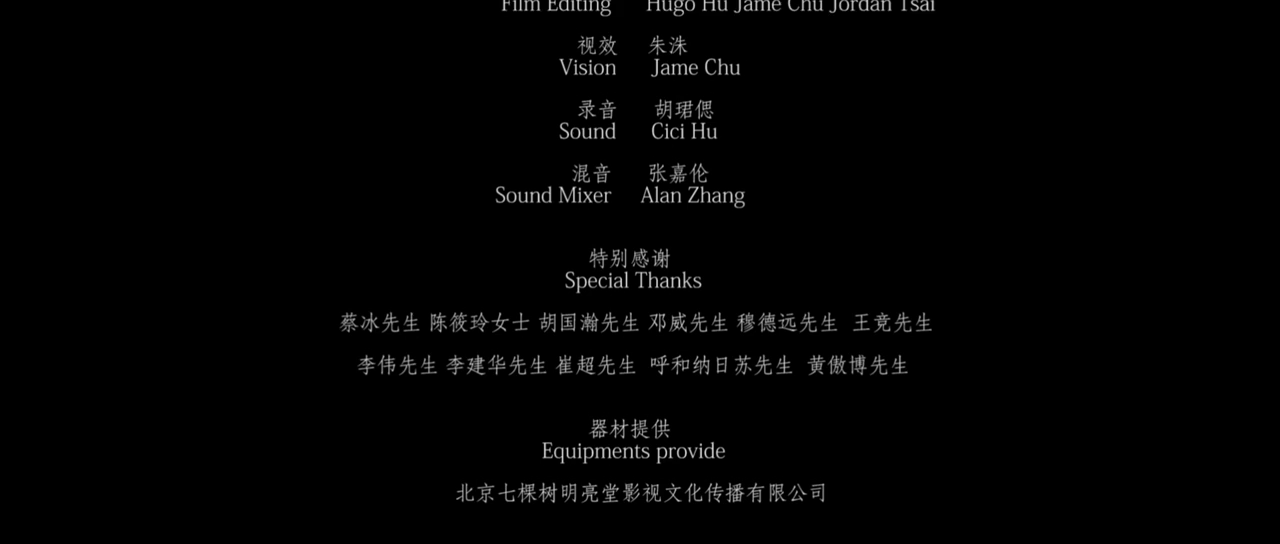 Film Editing Hugo Hu Jame Chu Jordan Tsai
视效 朱洙
Vision Jame Chu
录音 胡珺偲
Sound Cici Hu
混音 张嘉伦
Sound Mixer Alan Zhang
特别感谢
Special Thanks
蔡冰先生 陈筱玲女士 胡国瀚先生 邓威先生 穆德远先生 王竞先生
李伟先生 李建华先生 崔超先生 呼和纳日苏先生 黄傲博先生
器材提供
Equipments provide
北京七棵树明亮堂影视文化传播有限公司